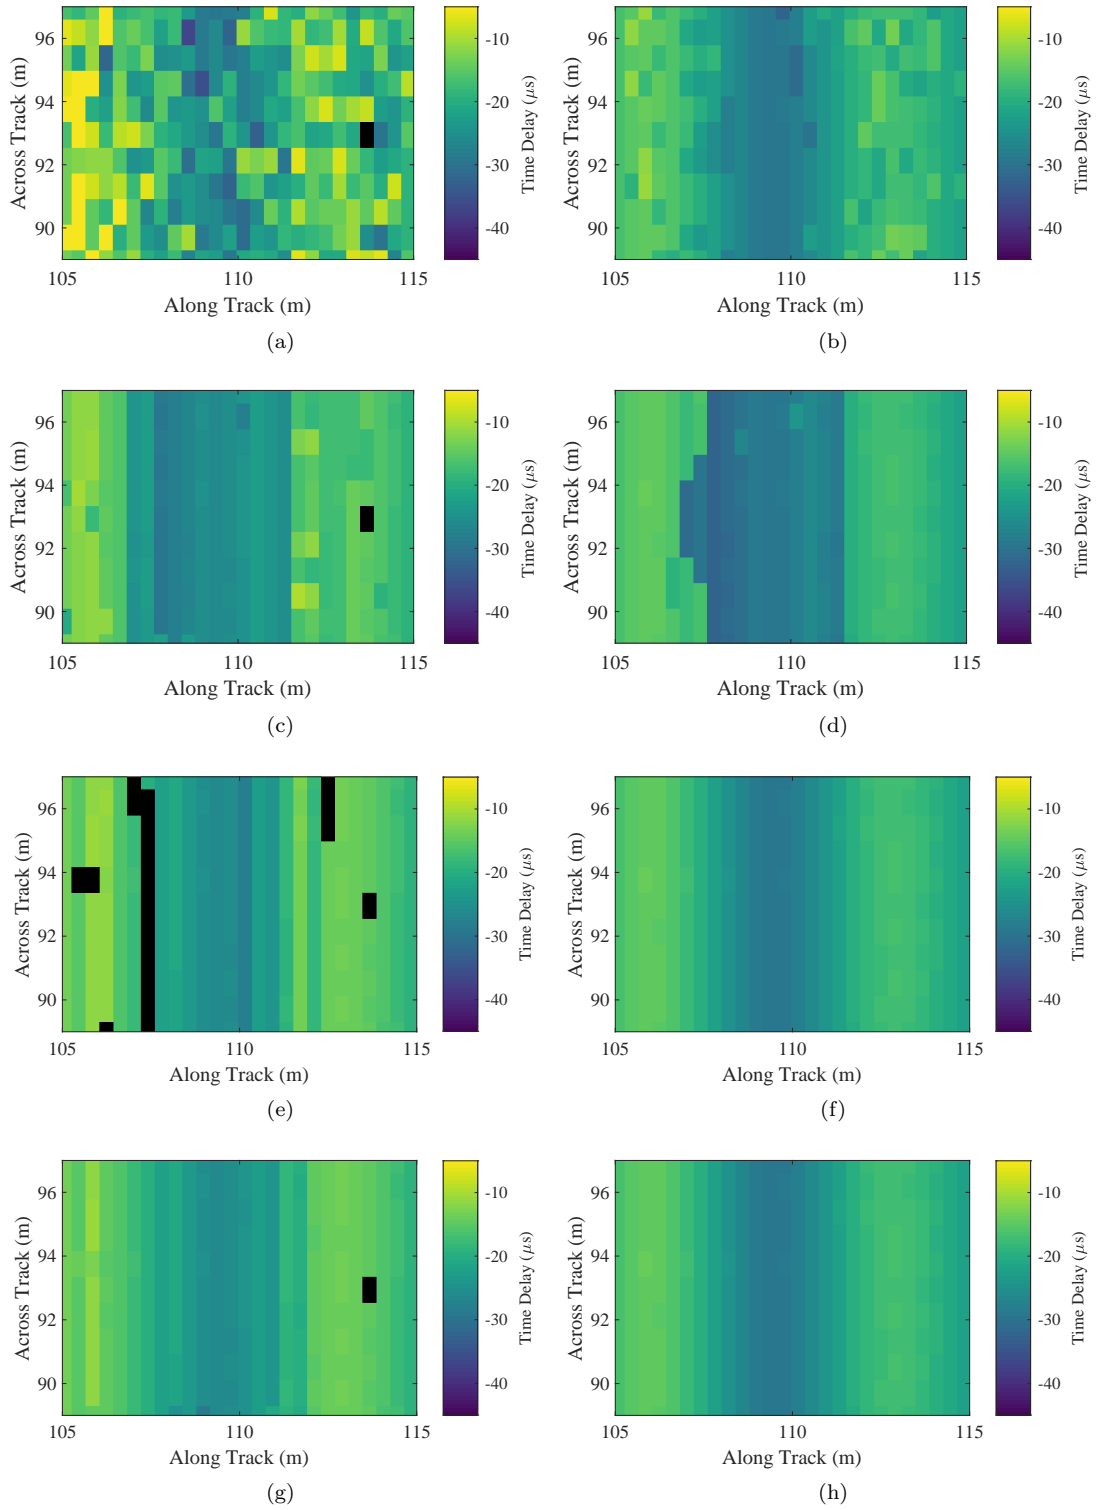 96
94
92
90
Across Track (m)
105
110
115
Along Track (m)
-10
-20
-30
-40
Time Delay (μs)
(a)
96
94
92
90
Across Track (m)
105
110
115
Along Track (m)
-10
-20
-30
-40
Time Delay (μs)
(b)
96
94
92
90
Across Track (m)
105
110
115
Along Track (m)
-10
-20
-30
-40
Time Delay (μs)
(c)
96
94
92
90
Across Track (m)
105
110
115
Along Track (m)
-10
-20
-30
-40
Time Delay (μs)
(d)
96
94
92
90
Across Track (m)
105
110
115
Along Track (m)
-10
-20
-30
-40
Time Delay (μs)
(e)
96
94
92
90
Across Track (m)
105
110
115
Along Track (m)
-10
-20
-30
-40
Time Delay (μs)
(f)
96
94
92
90
Across Track (m)
105
110
115
Along Track (m)
-10
-20
-30
-40
Time Delay (μs)
(g)
96
94
92
90
Across Track (m)
105
110
115
Along Track (m)
-10
-20
-30
-40
Time Delay (μs)
(h)